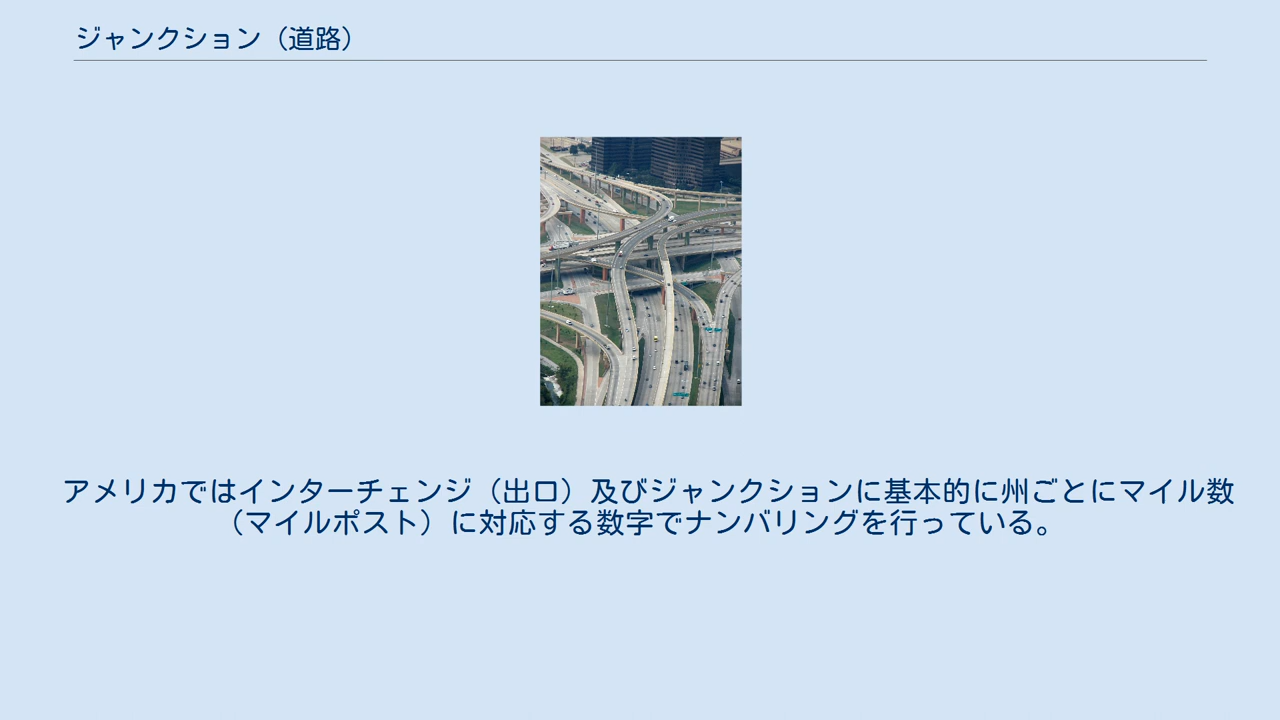 ジャンクション（道路）
アメリカではインターチェンジ（出口）及びジャンクションに基本的に州ごとにマイル数
（マイルポスト）に対応する数字でナンバリングを行っている。